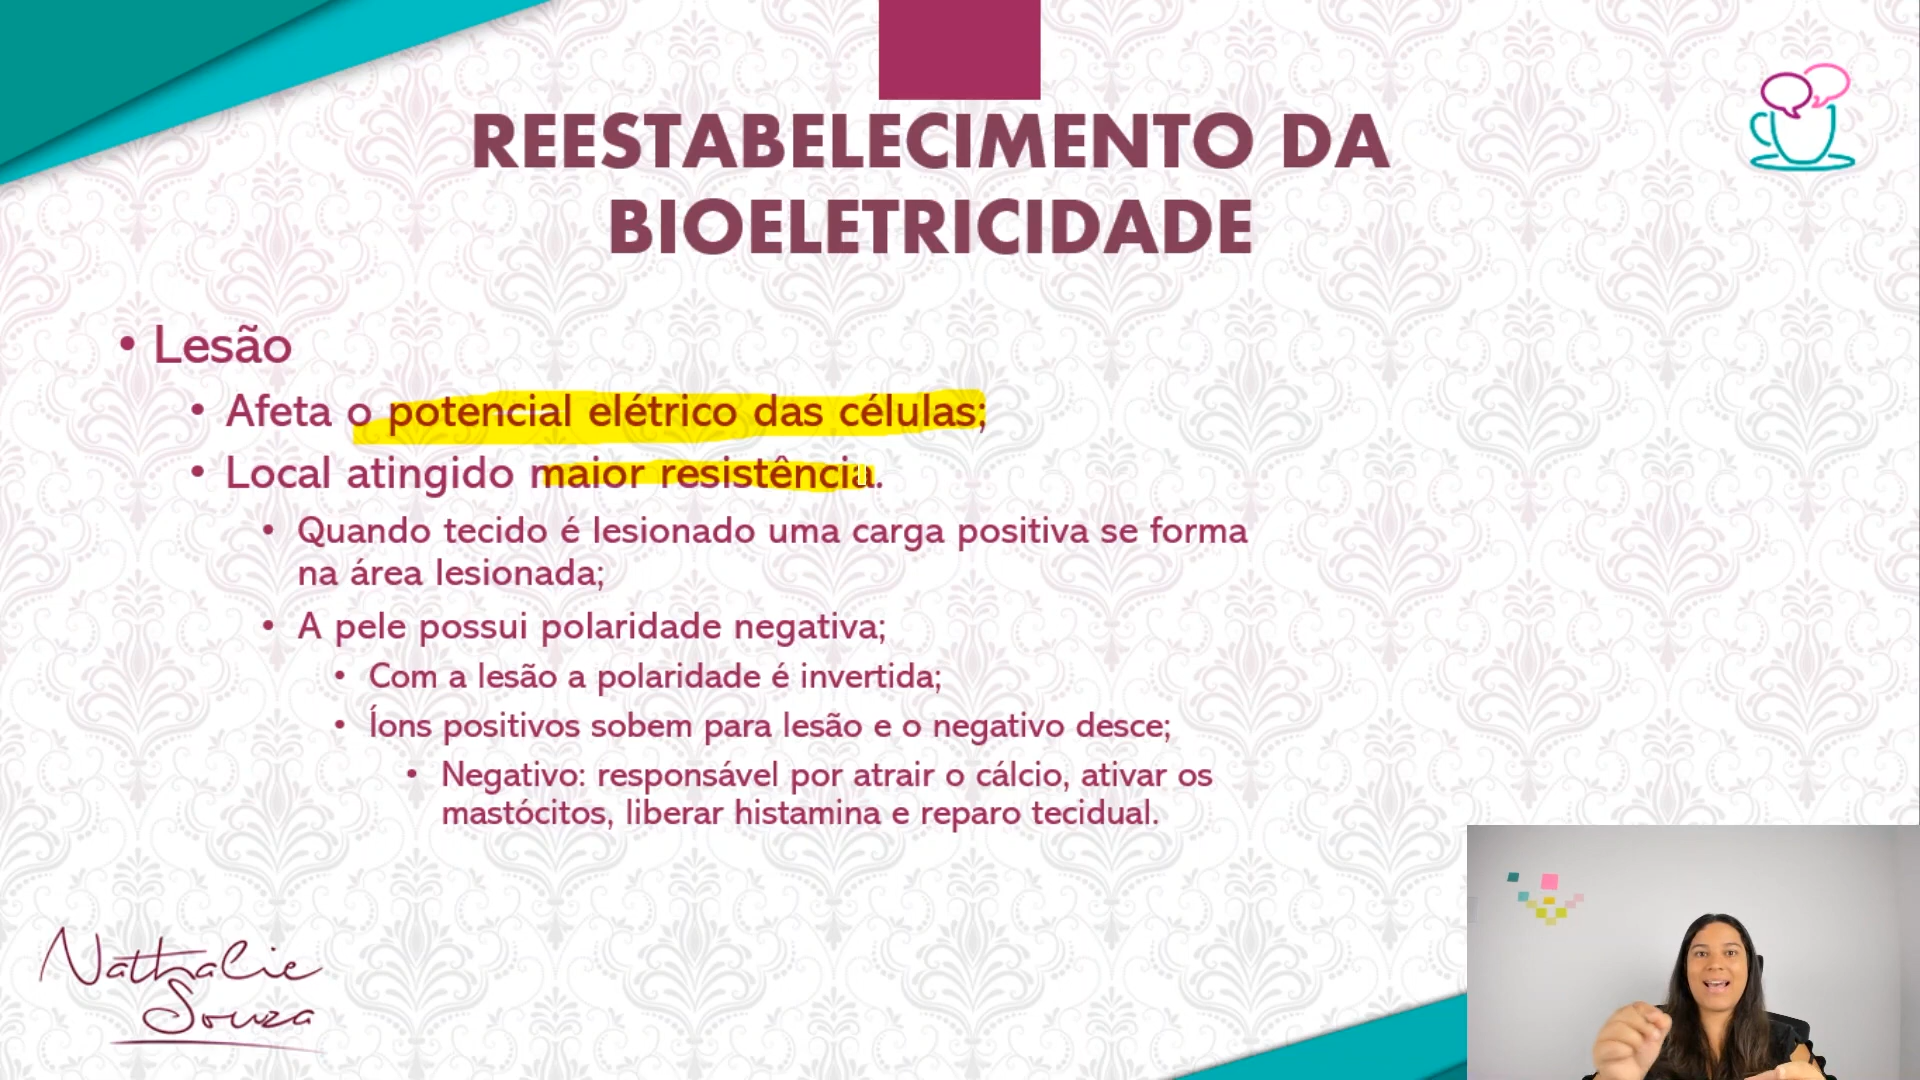 REESTABELECIMENTO DA
BIOELETRICIDADE
• Lesão
• Afeta o potencial elétrico das células;
• Local atingido maior resistência.
• Quando tecido é lesionado uma carga positiva se forma
na área lesionada;
• A pele possui polaridade negativa;
• Com a lesão a polaridade é invertida;
• Íons positivos sobem para lesão e o negativo desce;
• Negativo: responsável por atrair o cálcio, ativar os
mastócitos, liberar histamina e reparo tecidual.
Nathalie
Souza